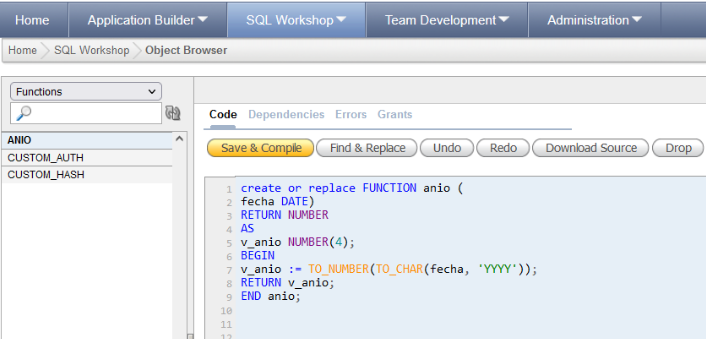 Home Application Builder SQL Workshop Team Development Administration
Home SQL Workshop Object Browser
Functions
ANIO
CUSTOM_AUTH
CUSTOM_HASH
Code Dependencies Errors Grants
Save & Compile Find & Replace Undo Redo Download Source Drop
1 create or replace FUNCTION anio (
2 fecha DATE)
3 RETURN NUMBER
4 AS
5 v_anio NUMBER(4);
6 BEGIN
7 v_anio := TO_NUMBER(TO_CHAR(fecha, 'YYYY'));
8 RETURN v_anio;
9 END anio;
10
11
12